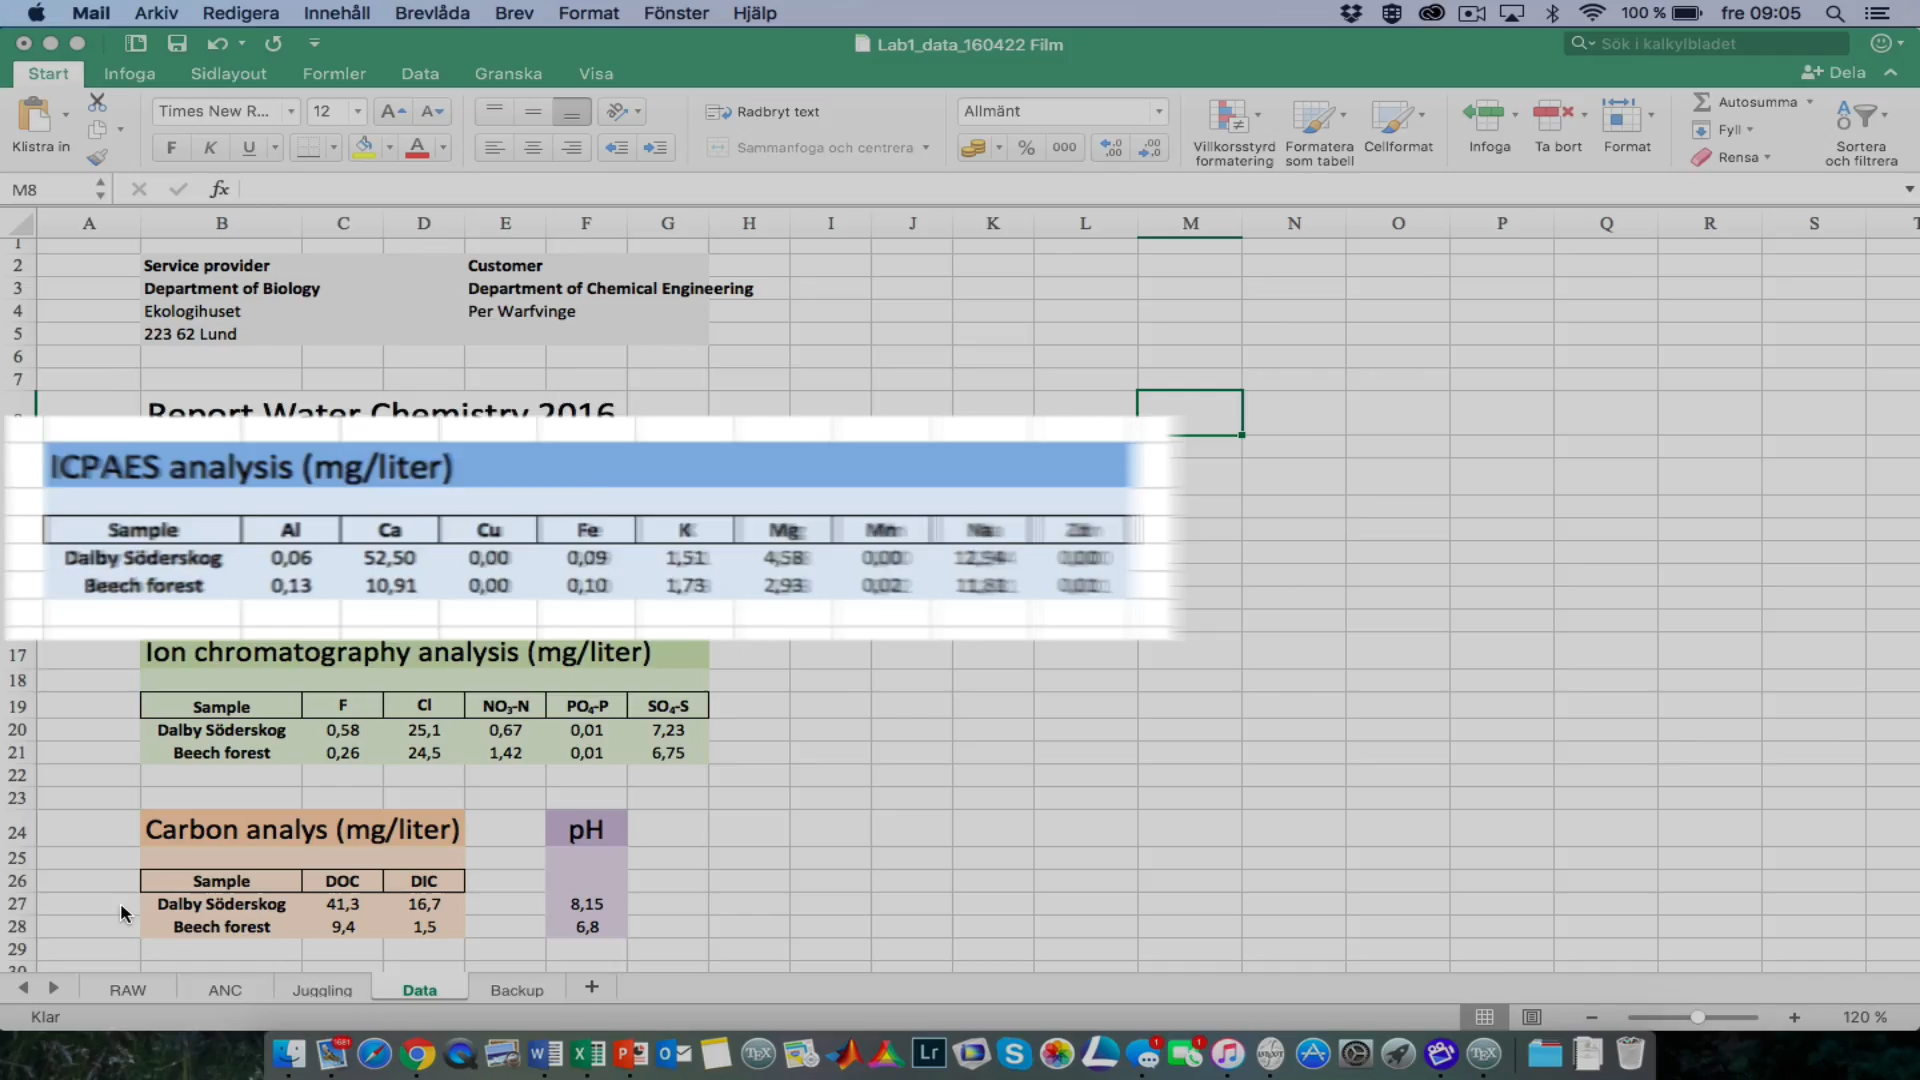 Mail Arkiv Redigera Innehåll Brevlåda Brev Format Fönster Hjälp 100 % fre 09:05
Lab1_data_160422 Film Sök i kalkylbladet
Start Infoga Sidlayout Formler Data Granska Visa Dela
Klistra in Times New R... 12 A A Radbryt text Allmänt Autosumma
Fyll
F K U A Sammanfoga och centrera % 000 Villkorsstyrd formatering Formatera som tabell Cellformat Infoga Ta bort Format Rensa Sortera och filtrera
M8 fx
A B C D E F G H I J K L M N O P Q R S T
1
2 Service provider Customer
3 Department of Biology Department of Chemical Engineering
4 Ekologihuset Per Warfvinge
5 223 62 Lund
6
7
Report Water Chemistry 2016
ICPAES analysis (mg/liter)
Sample Al Ca Cu Fe K Mg Mn Na Zn
Dalby Söderskog 0,06 52,50 0,00 0,09 1,51 4,58 0,00 12,94 0,00
Beech forest 0,13 10,91 0,00 0,10 1,73 2,93 0,02 11,81 0,01
17 Ion chromatography analysis (mg/liter)
18
19 Sample F Cl NO₃-N PO₄-P SO₄-S
20 Dalby Söderskog 0,58 25,1 0,67 0,01 7,23
21 Beech forest 0,26 24,5 1,42 0,01 6,75
22
23
24 Carbon analys (mg/liter) pH
25
26 Sample DOC DIC
27 Dalby Söderskog 41,3 16,7 8,15
28 Beech forest 9,4 1,5 6,8
29
30
RAW ANC Juggling Data Backup +
Klar 120 %